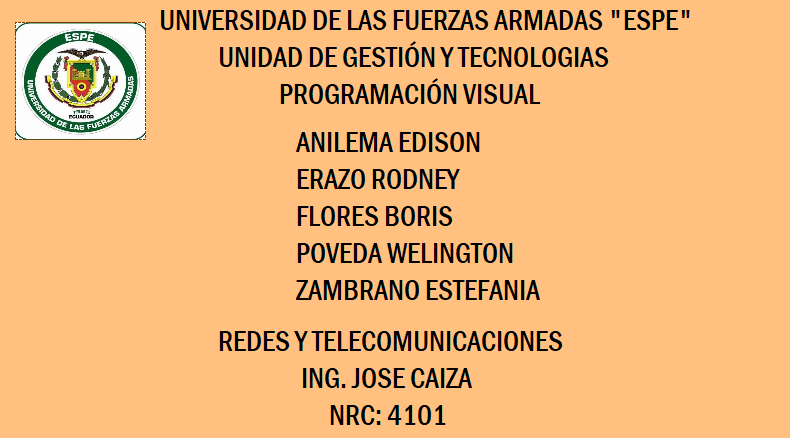 UNIVERSIDAD DE LAS FUERZAS ARMADAS "ESPE"
UNIDAD DE GESTIÓN Y TECNOLOGIAS
PROGRAMACIÓN VISUAL
ESPE
UNIVERSIDAD DE LAS FUERZAS ARMADAS
ECUADOR
ANILEMA EDISON
ERAZO RODNEY
FLORES BORIS
POVEDA WELINGTON
ZAMBRANO ESTEFANIA
REDES Y TELECOMUNICACIONES
ING. JOSE CAIZA
NRC: 4101